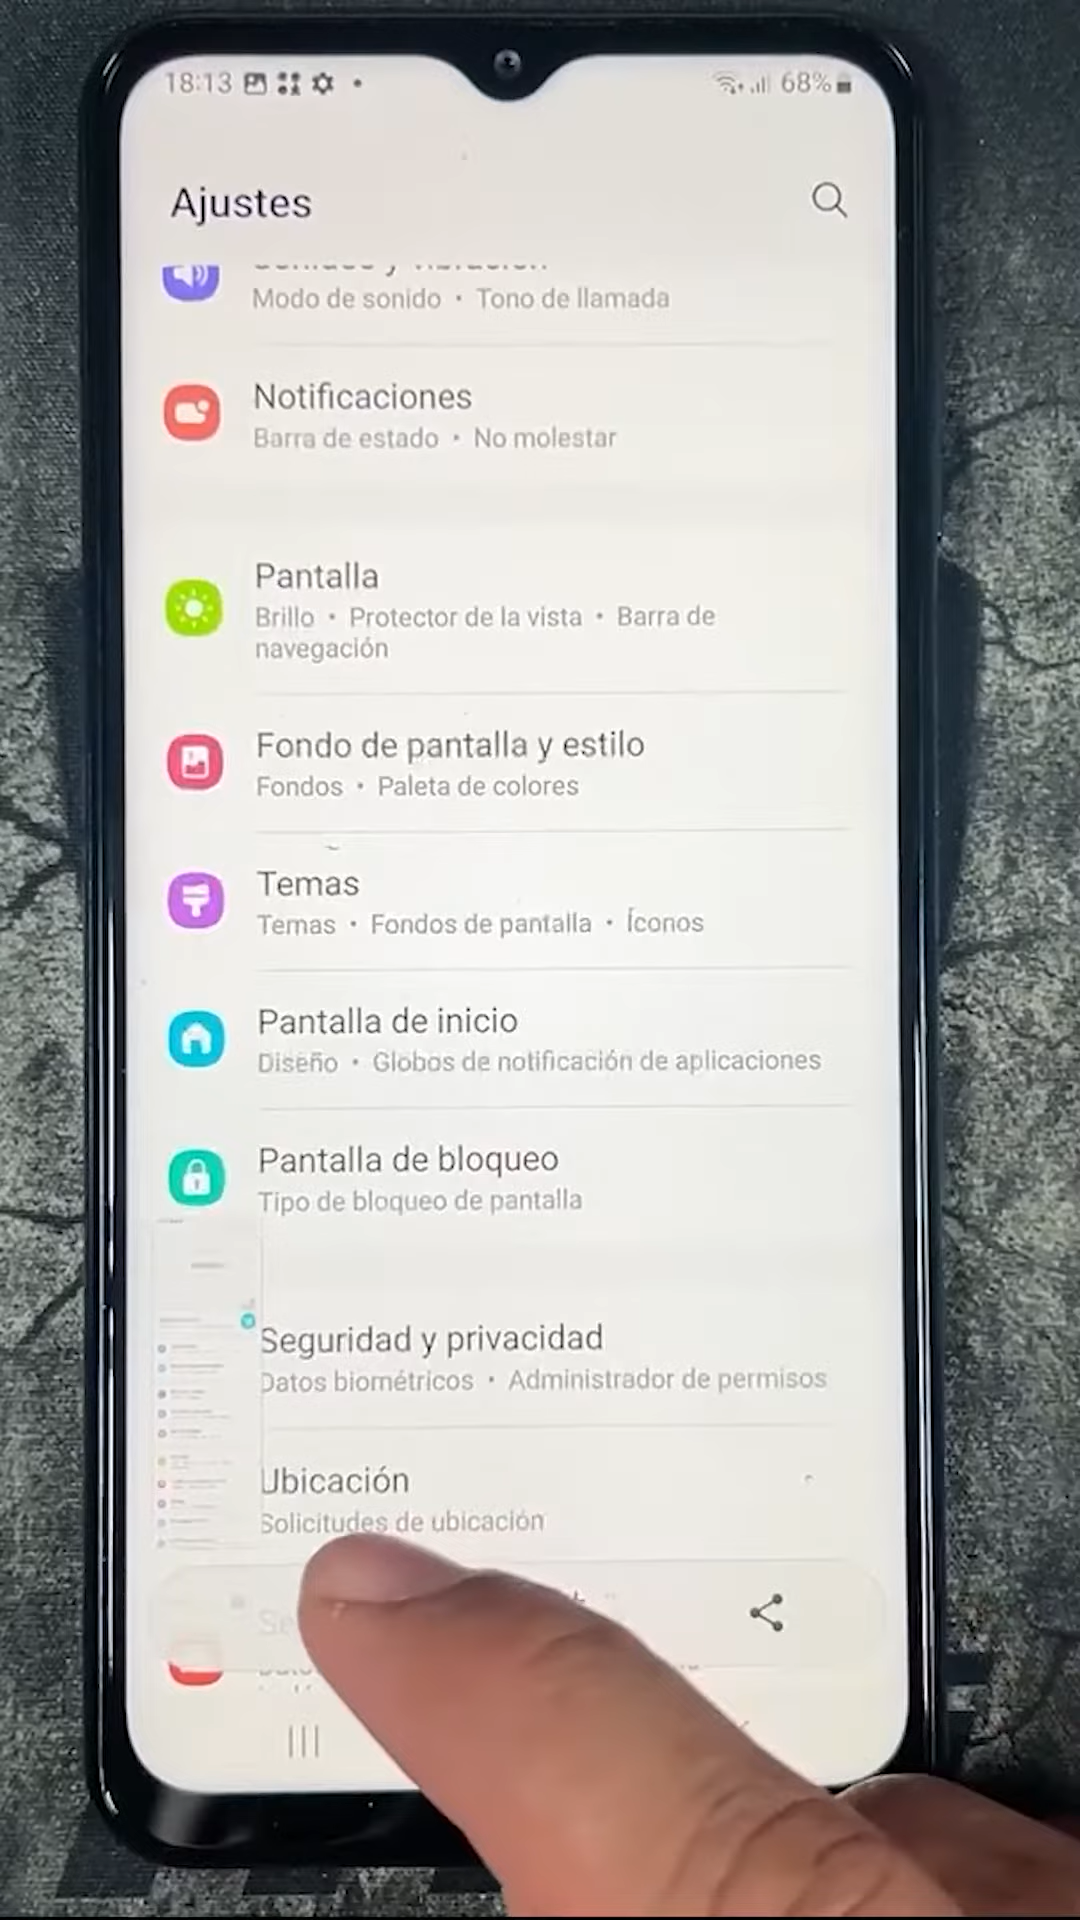 18:13
68%
Ajustes
Modo de sonido • Tono de llamada
Notificaciones
Barra de estado • No molestar
Pantalla
Brillo • Protector de la vista • Barra de
navegación
Fondo de pantalla y estilo
Fondos • Paleta de colores
Temas
Temas • Fondos de pantalla • Íconos
Pantalla de inicio
Diseño • Globos de notificación de aplicaciones
Pantalla de bloqueo
Tipo de bloqueo de pantalla
Seguridad y privacidad
Datos biométricos • Administrador de permisos
Ubicación
Solicitudes de ubicación